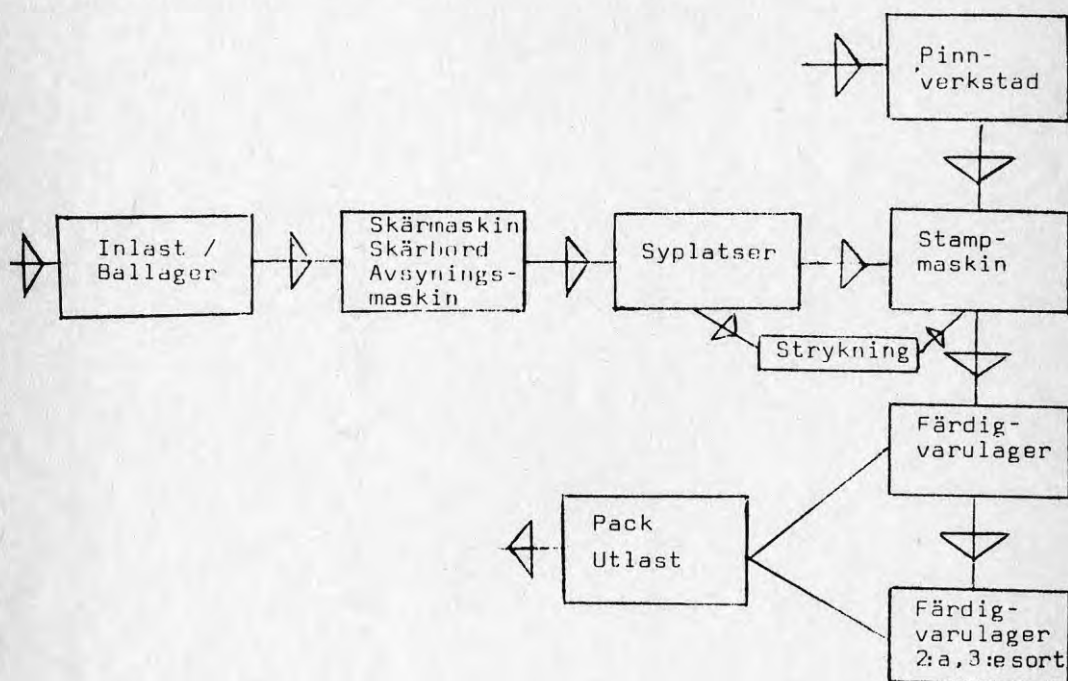 Pinn-
verkstad
Inlast /
Ballager
Skärmaskin
Skärbord
Avsynings-
maskin
Syplatser
Stamp-
maskin
Strykning
Färdig-
varulager
Pack
Utlast
Färdig-
varulager
2:a, 3:e sort